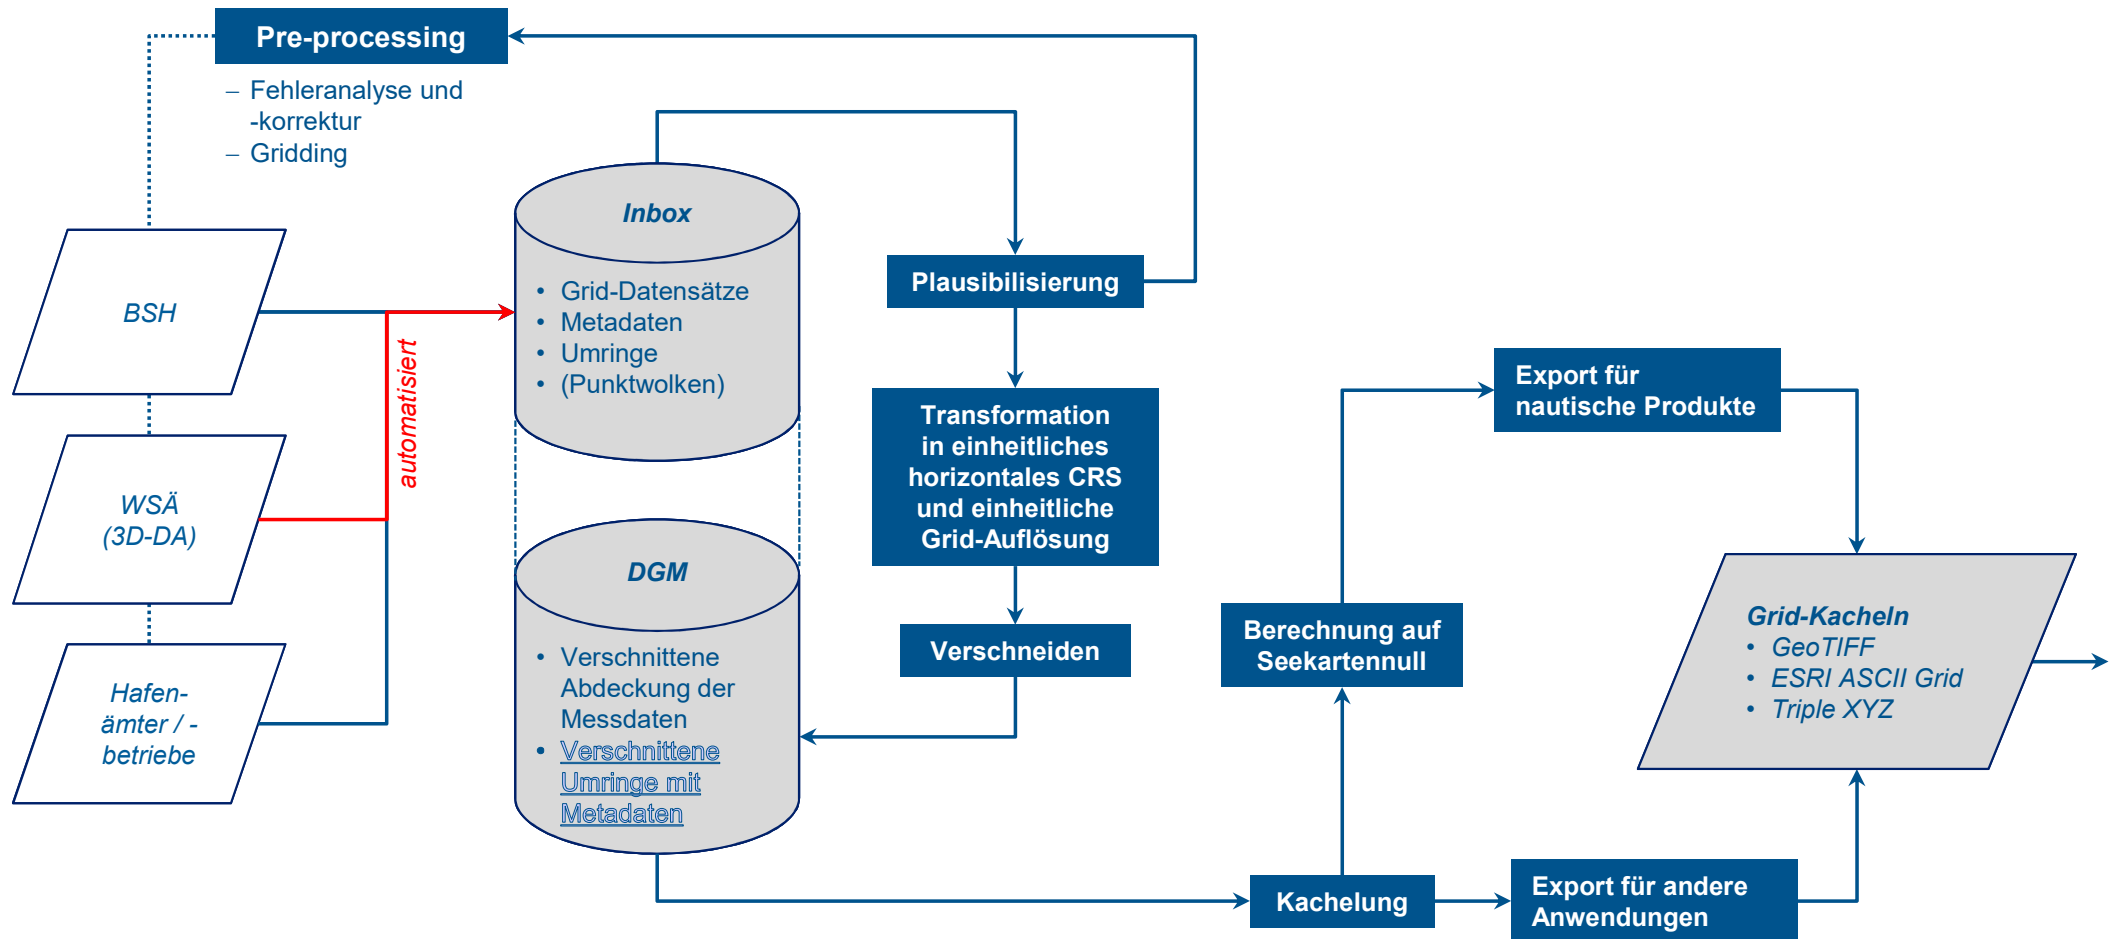 Pre-processing
– Fehleranalyse und
-korrektur
– Gridding
BSH
WSÄ
(3D-DA)
Hafen-
ämter / -
betriebe
automatisiert
Inbox
• Grid-Datensätze
• Metadaten
• Umringe
• (Punktwolken)
DGM
• Verschnittene
Abdeckung der
Messdaten
• Verschnittene
Umringe mit
Metadaten
Plausibilisierung
Transformation
in einheitliches
horizontales CRS
und einheitliche
Grid-Auflösung
Verschneiden
Kachelung
Berechnung auf
Seekartennull
Export für
nautische Produkte
Export für andere
Anwendungen
Grid-Kacheln
• GeoTIFF
• ESRI ASCII Grid
• Triple XYZ